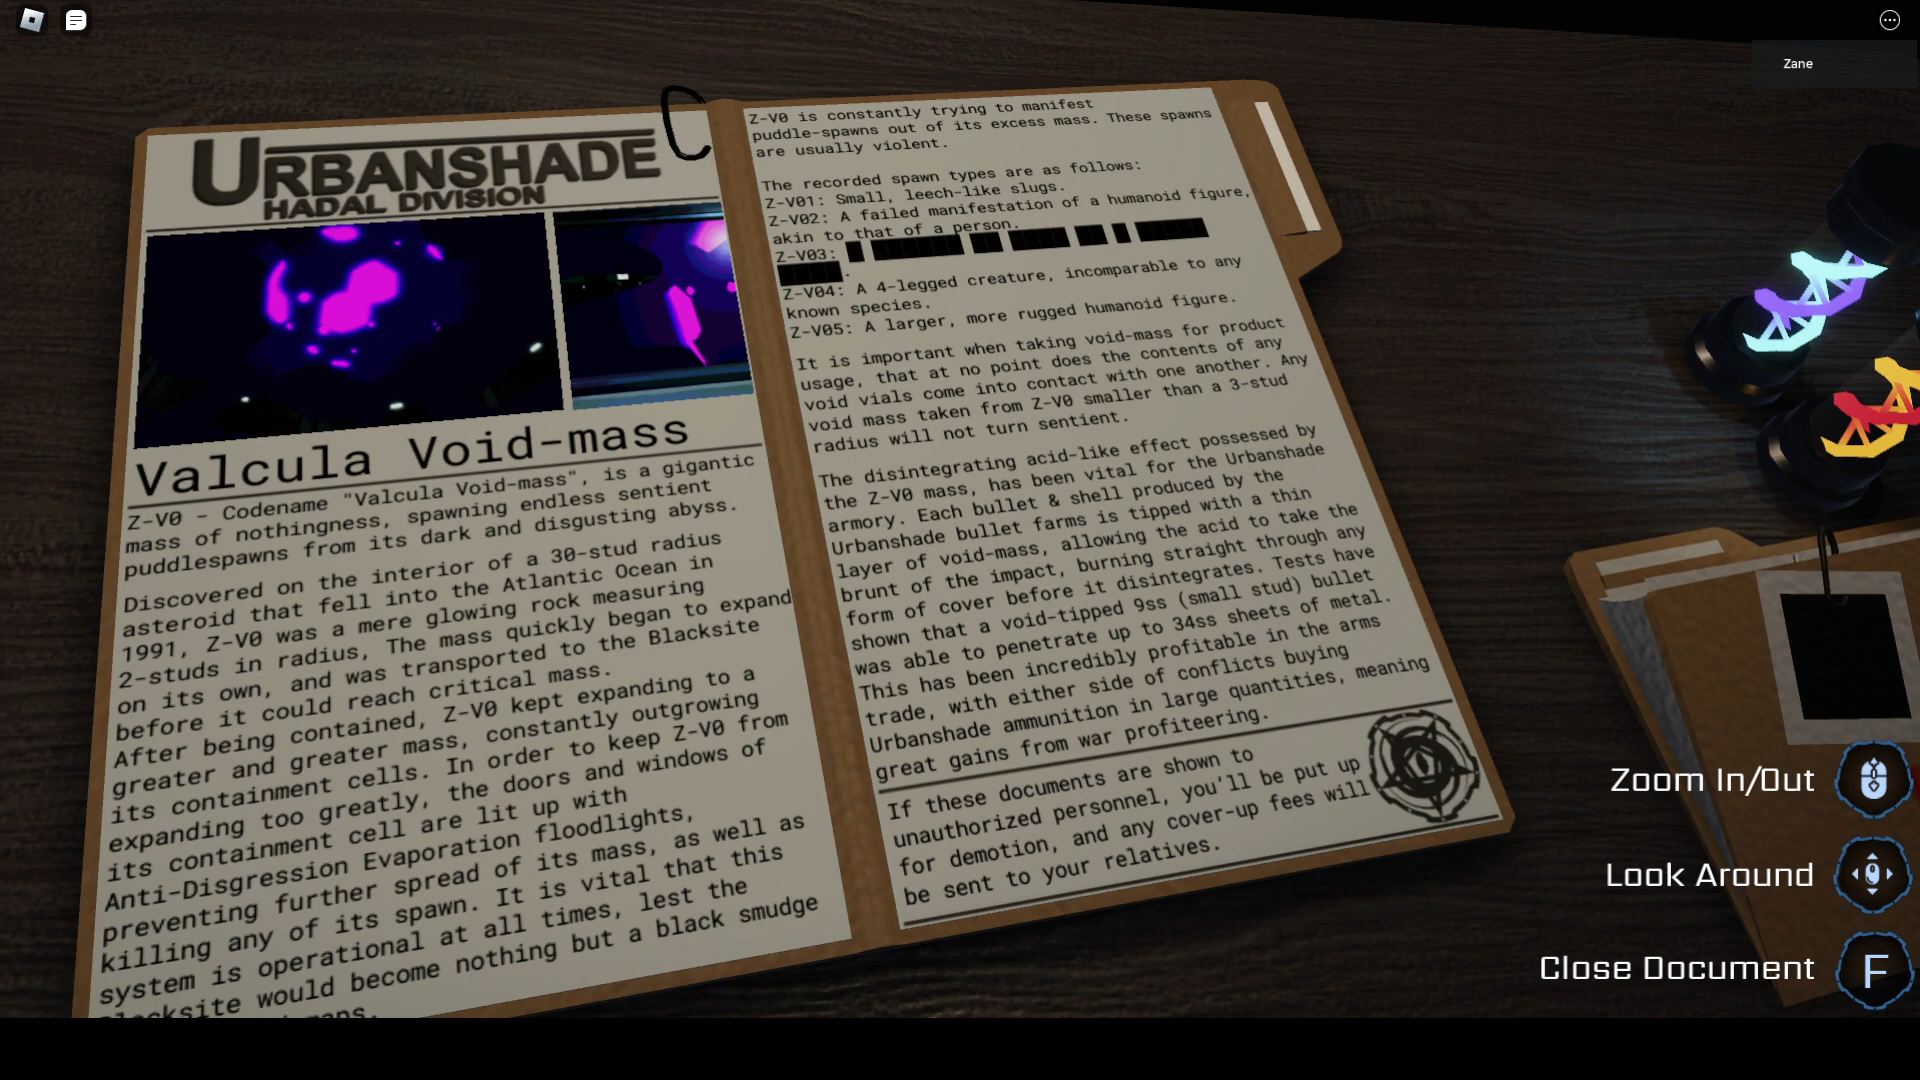 Zane
URBANSHADE
HADAL DIVISION
Valcula Void-mass
Z-V0 - Codename "Valcula Void-mass", is a gigantic
mass of nothingness, spawning endless sentient
puddlespawns from its dark and disgusting abyss.
Discovered on the interior of a 30-stud radius
asteroid that fell into the Atlantic Ocean in
1991, Z-V0 was a mere glowing rock measuring
2-studs in radius, The mass quickly began to expand
on its own, and was transported to the Blacksite
before it could reach critical mass.
After being contained, Z-V0 kept expanding to a
greater and greater mass, constantly outgrowing
its containment cells. In order to keep Z-V0 from
expanding too greatly, the doors and windows of
its containment cell are lit up with
Anti-Disgression Evaporation floodlights,
preventing further spread of its mass, as well as
killing any of its spawn. It is vital that this
system is operational at all times, lest the
Blacksite would become nothing but a black smudge
maps.
Z-V0 is constantly trying to manifest
puddle-spawns out of its excess mass. These spawns
are usually violent.
The recorded spawn types are as follows:
Z-V01: Small, leech-like slugs.
Z-V02: A failed manifestation of a humanoid figure,
akin to that of a person.
Z-V03:
.
Z-V04: A 4-legged creature, incomparable to any
known species.
Z-V05: A larger, more rugged humanoid figure.
It is important when taking void-mass for product
usage, that at no point does the contents of any
void vials come into contact with one another. Any
void mass taken from Z-V0 smaller than a 3-stud
radius will not turn sentient.
The disintegrating acid-like effect possessed by
the Z-V0 mass, has been vital for the Urbanshade
armory. Each bullet & shell produced by the
Urbanshade bullet farms is tipped with a thin
layer of void-mass, allowing the acid to take the
brunt of the impact, burning straight through any
form of cover before it disintegrates. Tests have
shown that a void-tipped 9ss (small stud) bullet
was able to penetrate up to 34ss sheets of metal.
This has been incredibly profitable in the arms
trade, with either side of conflicts buying
Urbanshade ammunition in large quantities, meaning
great gains from war profiteering.
If these documents are shown to
unauthorized personnel, you'll be put up
for demotion, and any cover-up fees will
be sent to your relatives.
Zoom In/Out
Look Around
Close Document F